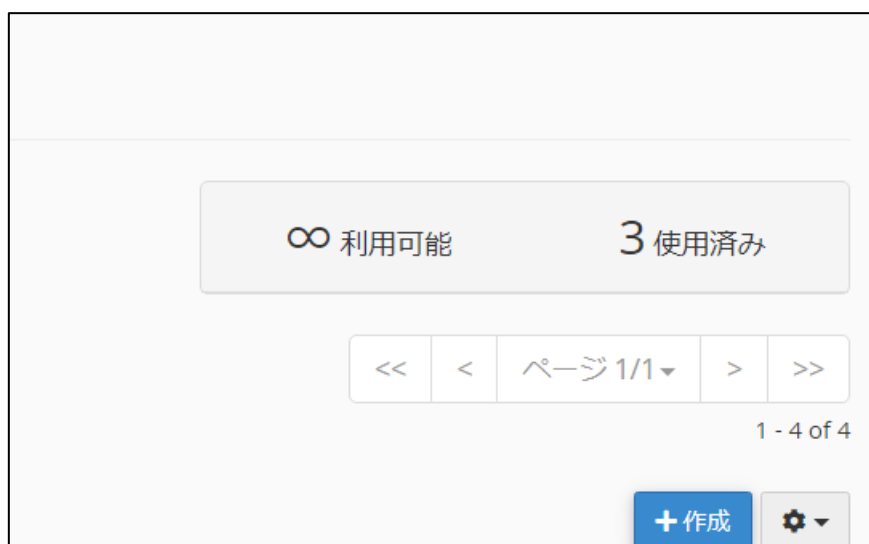 ∞ 利用可能 3 使用済み
<< < ページ 1/1 > >>
1 - 4 of 4
+作成